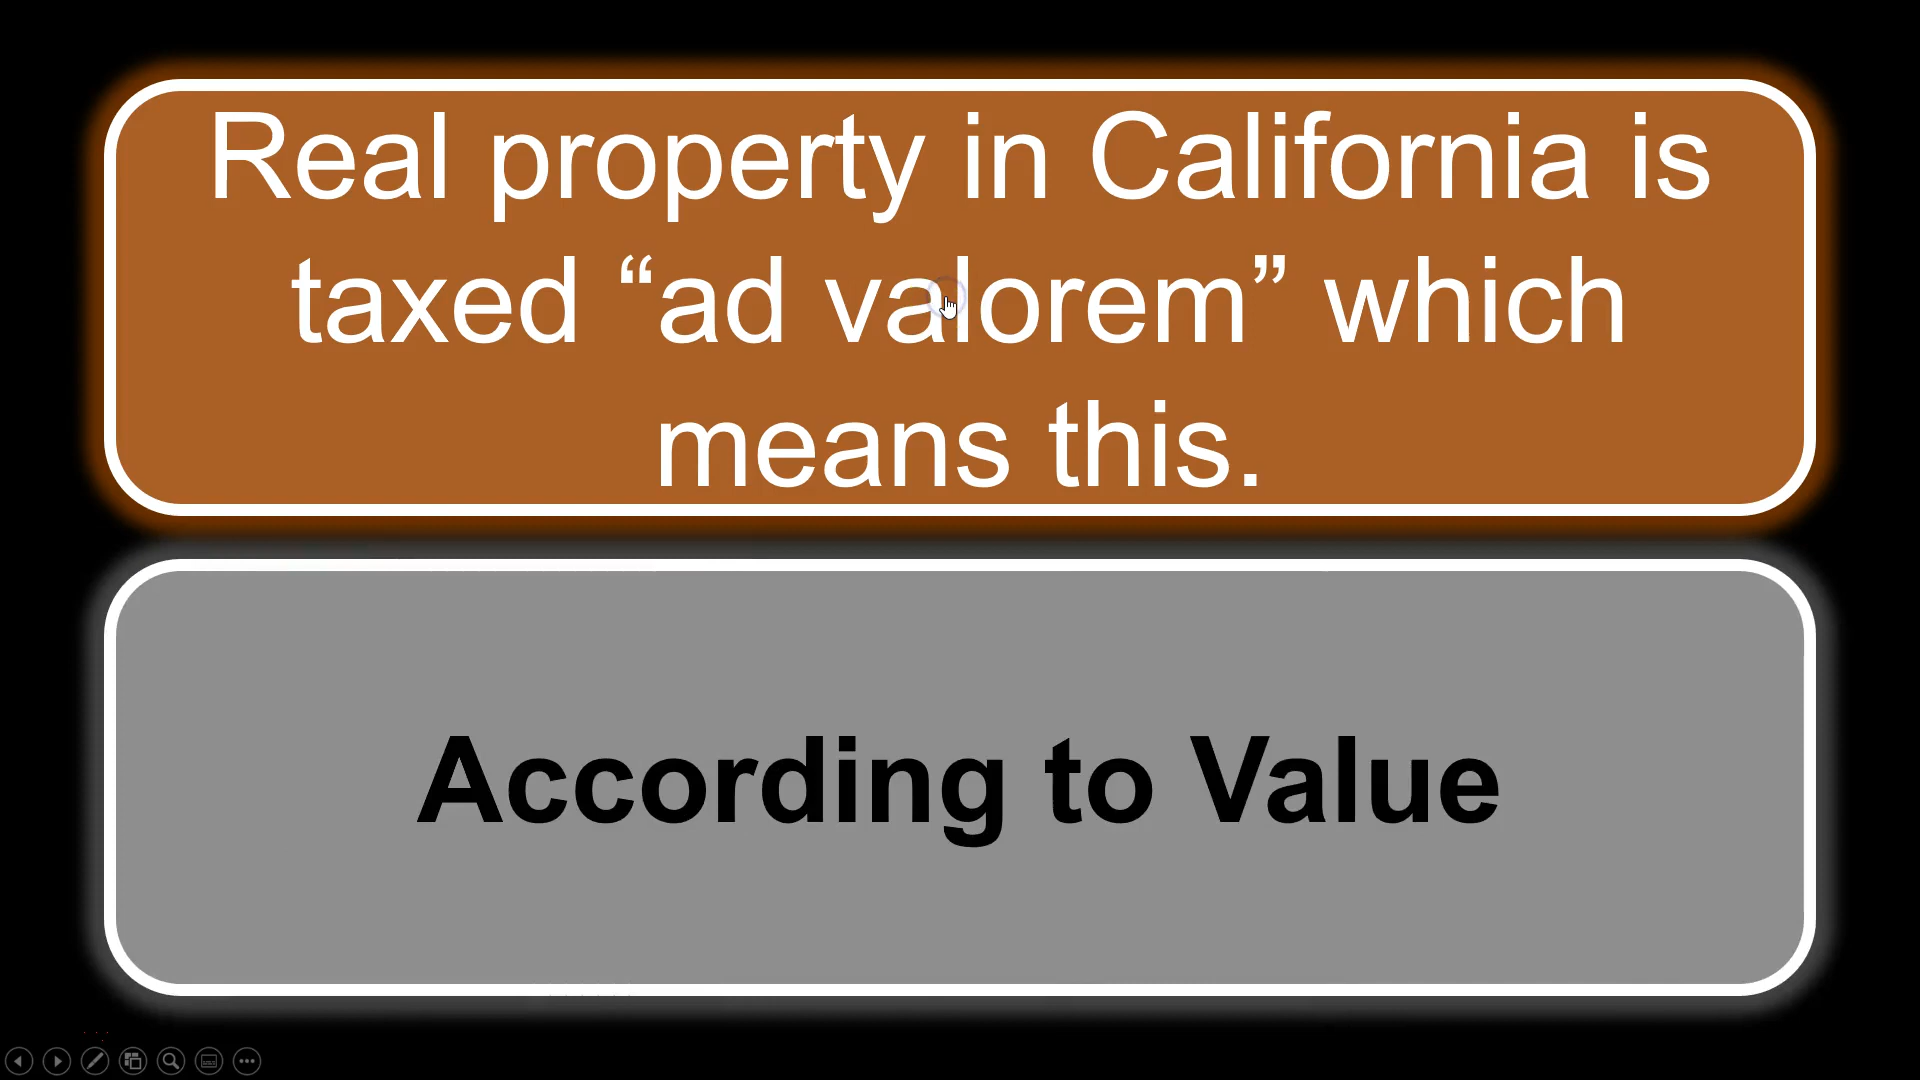 Real property in California is
taxed “ad valorem” which
means this.
According to Value